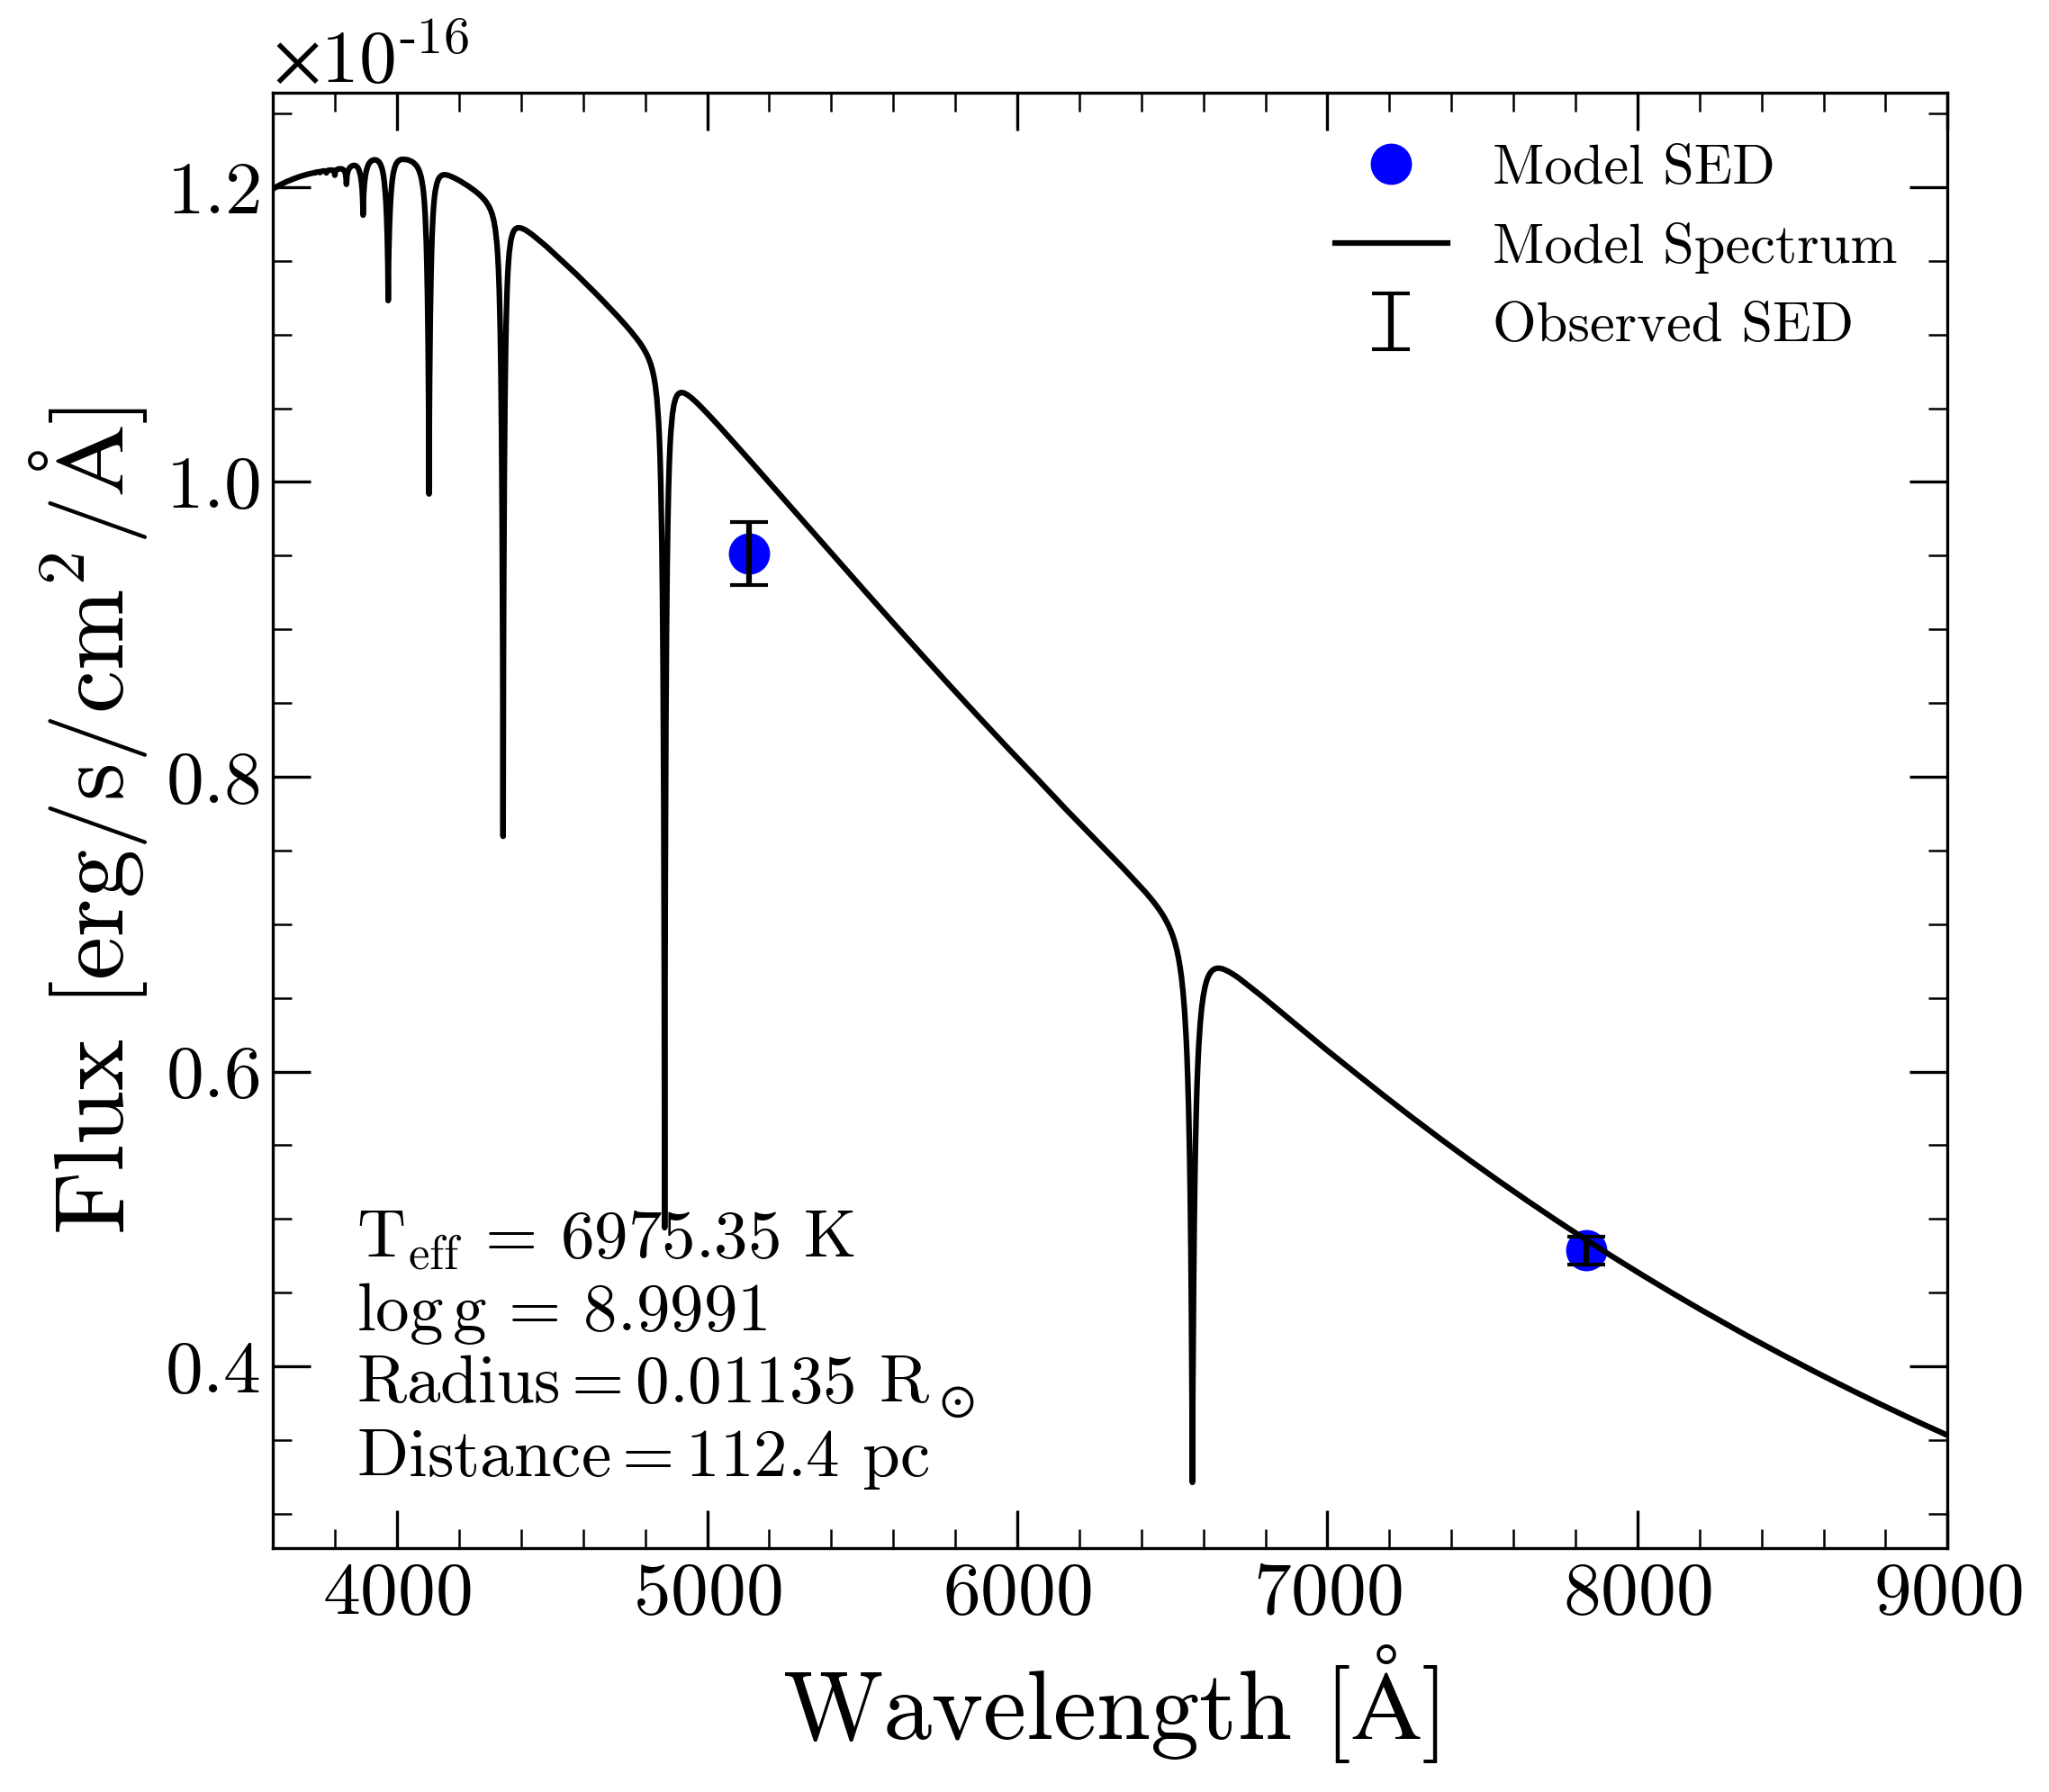 ×10-16
Model SED
Model Spectrum
Observed SED
1.2
1.0
0.8
0.6
0.4
Flux [erg/s/cm2/Å]
Teff = 6975.35 K
log g = 8.9991
Radius = 0.01135 R⊙
Distance = 112.4 pc
4000 5000 6000 7000 8000 9000
Wavelength [Å]